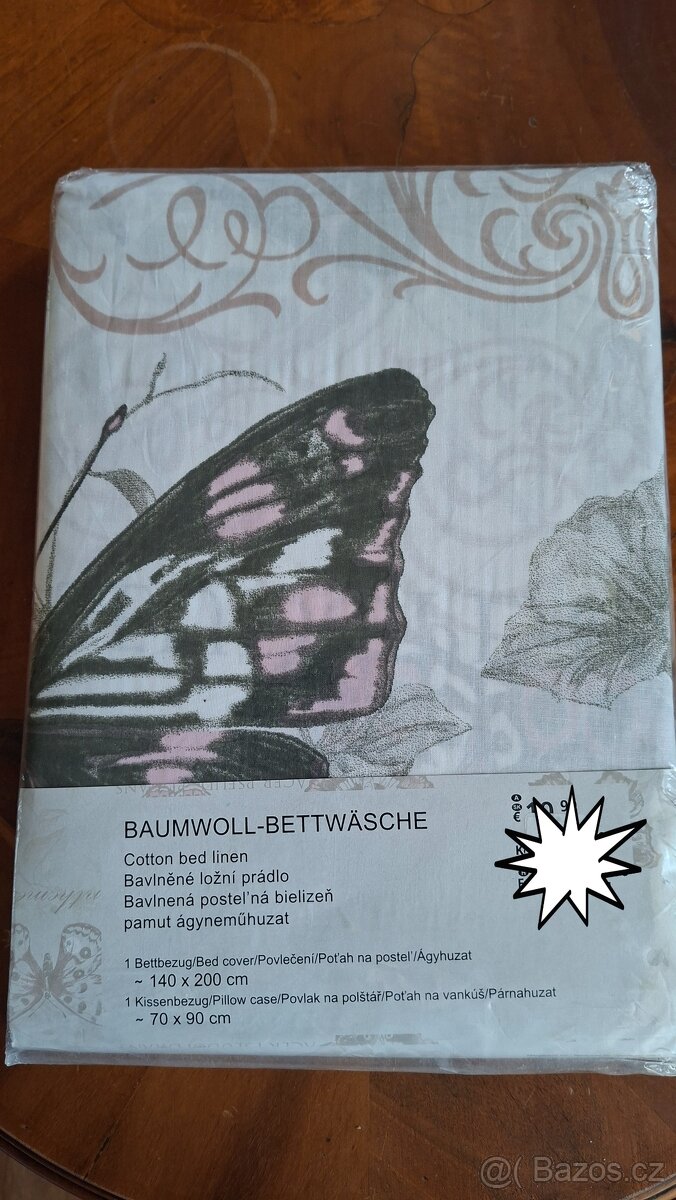 BAUMWOLL-BETTWÄSCHE
Cotton bed linen
Bavlněné ložní prádlo
Bavlnená posteľná bielizeň
pamut ágyneműhuzat
1 Bettbezug/Bed cover/Povlečení/Poťah na posteľ/Ágyhuzat
~ 140 x 200 cm
1 Kissenbezug/Pillow case/Povlak na polštář/Poťah na vankúš/Párnahuzat
~ 70 x 90 cm
A
SK
€
@( Bazoš.cz